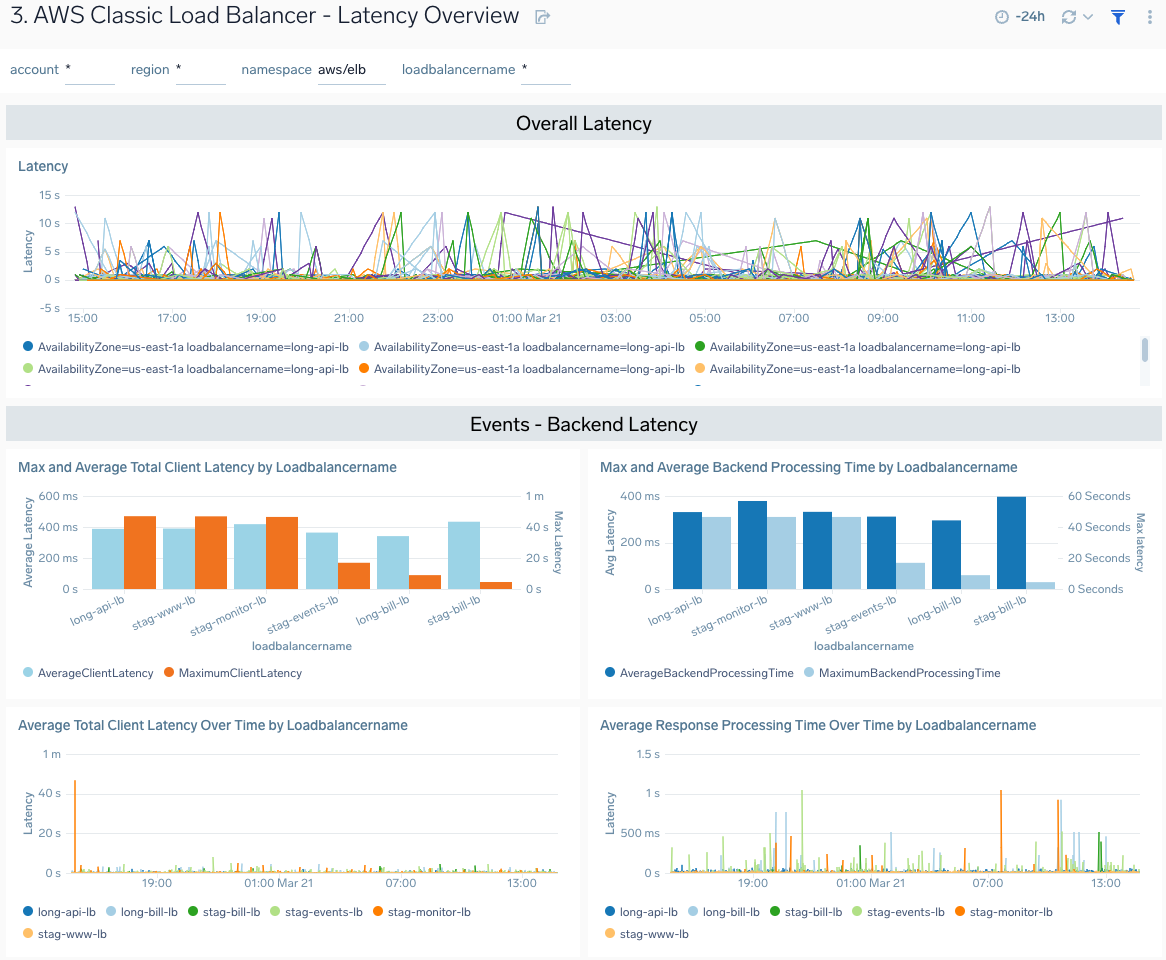 3. AWS Classic Load Balancer - Latency Overview
-24h
account * region * namespace aws/elb loadbalancername *
Overall Latency
Latency
15 s
10 s
5 s
0 s
-5 s
Latency
15:00 17:00 19:00 21:00 23:00 01:00 Mar 21 03:00 05:00 07:00 09:00 11:00 13:00
AvailabilityZone=us-east-1a loadbalancername=long-api-lb AvailabilityZone=us-east-1a loadbalancername=long-api-lb AvailabilityZone=us-east-1a loadbalancername=long-api-lb
AvailabilityZone=us-east-1a loadbalancername=long-api-lb AvailabilityZone=us-east-1a loadbalancername=long-api-lb AvailabilityZone=us-east-1a loadbalancername=long-api-lb
Events - Backend Latency
Max and Average Total Client Latency by Loadbalancername
600 ms
400 ms
200 ms
0 s
Average Latency
1 m
40 s
20 s
0 s
Max Latency
long-api-lb stag-www-lb stag-monitor-lb stag-events-lb long-bill-lb stag-bill-lb
loadbalancername
AverageClientLatency MaximumClientLatency
Max and Average Backend Processing Time by Loadbalancername
400 ms
200 ms
0 s
Avg Latency
60 Seconds
40 Seconds
20 Seconds
0 Seconds
Max latency
long-api-lb stag-monitor-lb stag-www-lb stag-events-lb long-bill-lb stag-bill-lb
loadbalancername
AverageBackendProcessingTime MaximumBackendProcessingTime
Average Total Client Latency Over Time by Loadbalancername
1 m
40 s
20 s
0 s
Latency
19:00 01:00 Mar 21 07:00 13:00
long-api-lb long-bill-lb stag-bill-lb stag-events-lb stag-monitor-lb
stag-www-lb
Average Response Processing Time Over Time by Loadbalancername
1.5 s
1 s
500 ms
0 s
Latency
19:00 01:00 Mar 21 07:00 13:00
long-api-lb long-bill-lb stag-bill-lb stag-events-lb stag-monitor-lb
stag-www-lb